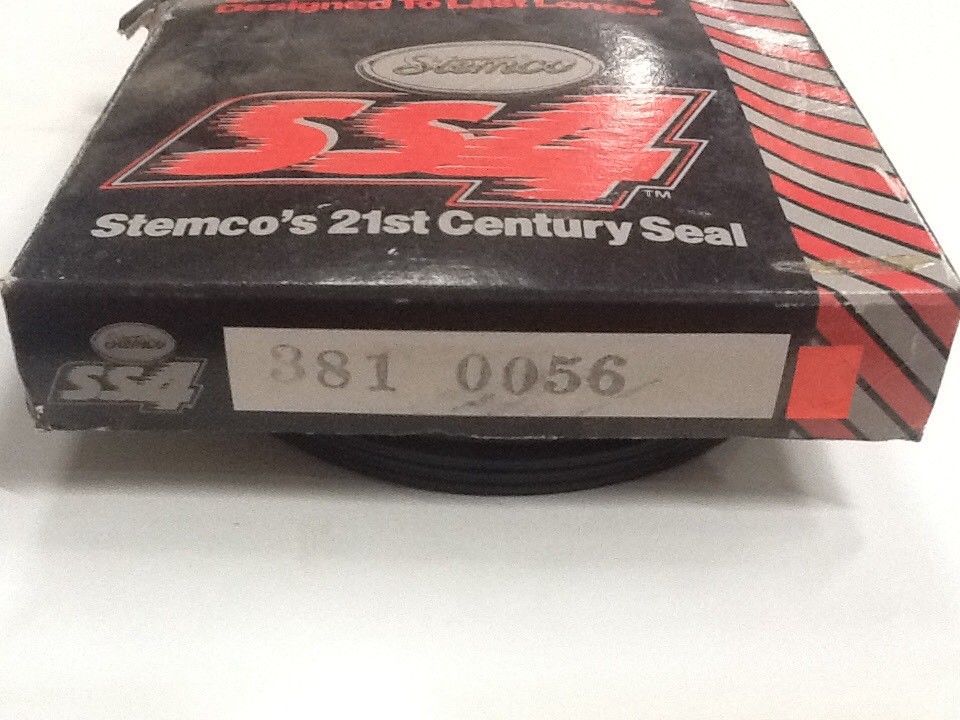 Designed To Last Longer
Stemco
SS4
TM
Stemco's 21st Century Seal
Stemco
SS4
381 0056